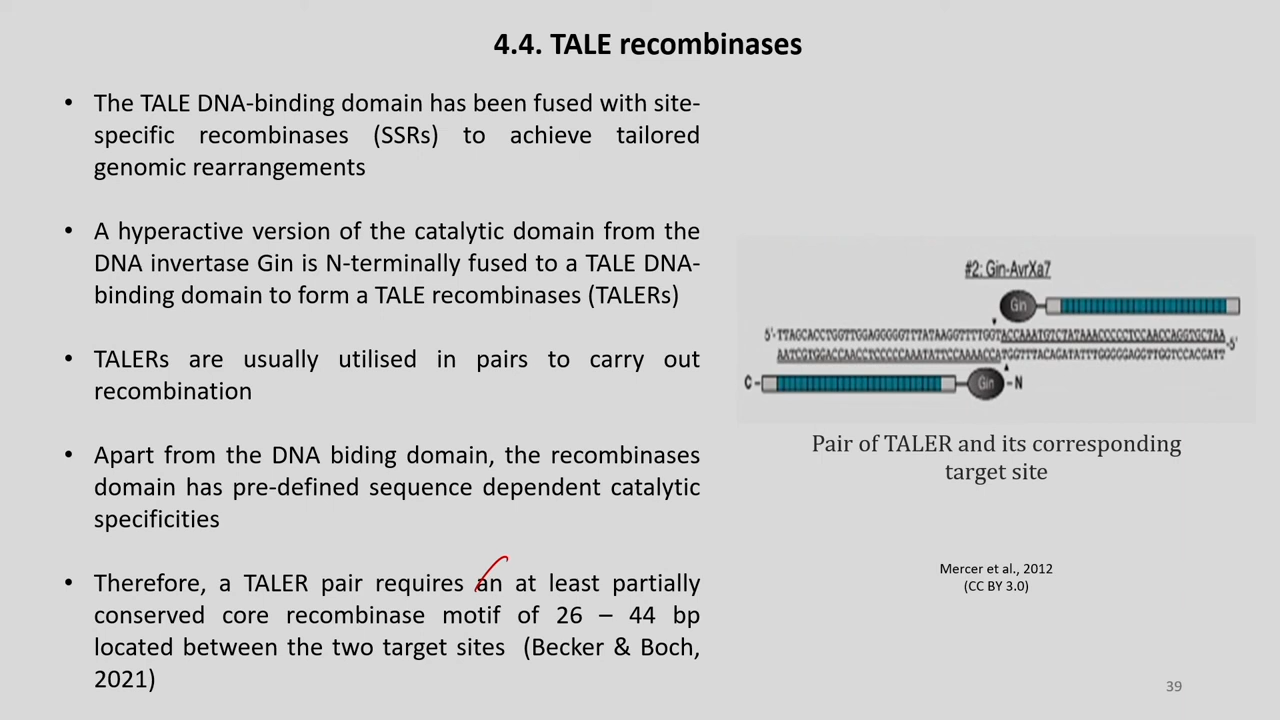 4.4. TALE recombinases
• The TALE DNA-binding domain has been fused with site-
specific recombinases (SSRs) to achieve tailored
genomic rearrangements
• A hyperactive version of the catalytic domain from the
DNA invertase Gin is N-terminally fused to a TALE DNA-
binding domain to form a TALE recombinases (TALERs)
• TALERs are usually utilised in pairs to carry out
recombination
• Apart from the DNA biding domain, the recombinases
domain has pre-defined sequence dependent catalytic
specificities
• Therefore, a TALER pair requires an at least partially
conserved core recombinase motif of 26 – 44 bp
located between the two target sites (Becker & Boch,
2021)
#2: Gin-AvrXa7
Gin
5'-TTAGCACCTGGTTGGAGGGGGTTTATAAGGTTTTGGTACCAAATGTCTATAAACCCCCTCCAACCAGGTGCTAA
AATCGTGGACCAACCTCCCCCAAATATTCCAAAACCATGGTTTACAGATATTTGGGGGAGGTTGGTCCACGATT-5'
C- Gin -N
Pair of TALER and its corresponding
target site
Mercer et al., 2012
(CC BY 3.0)
39